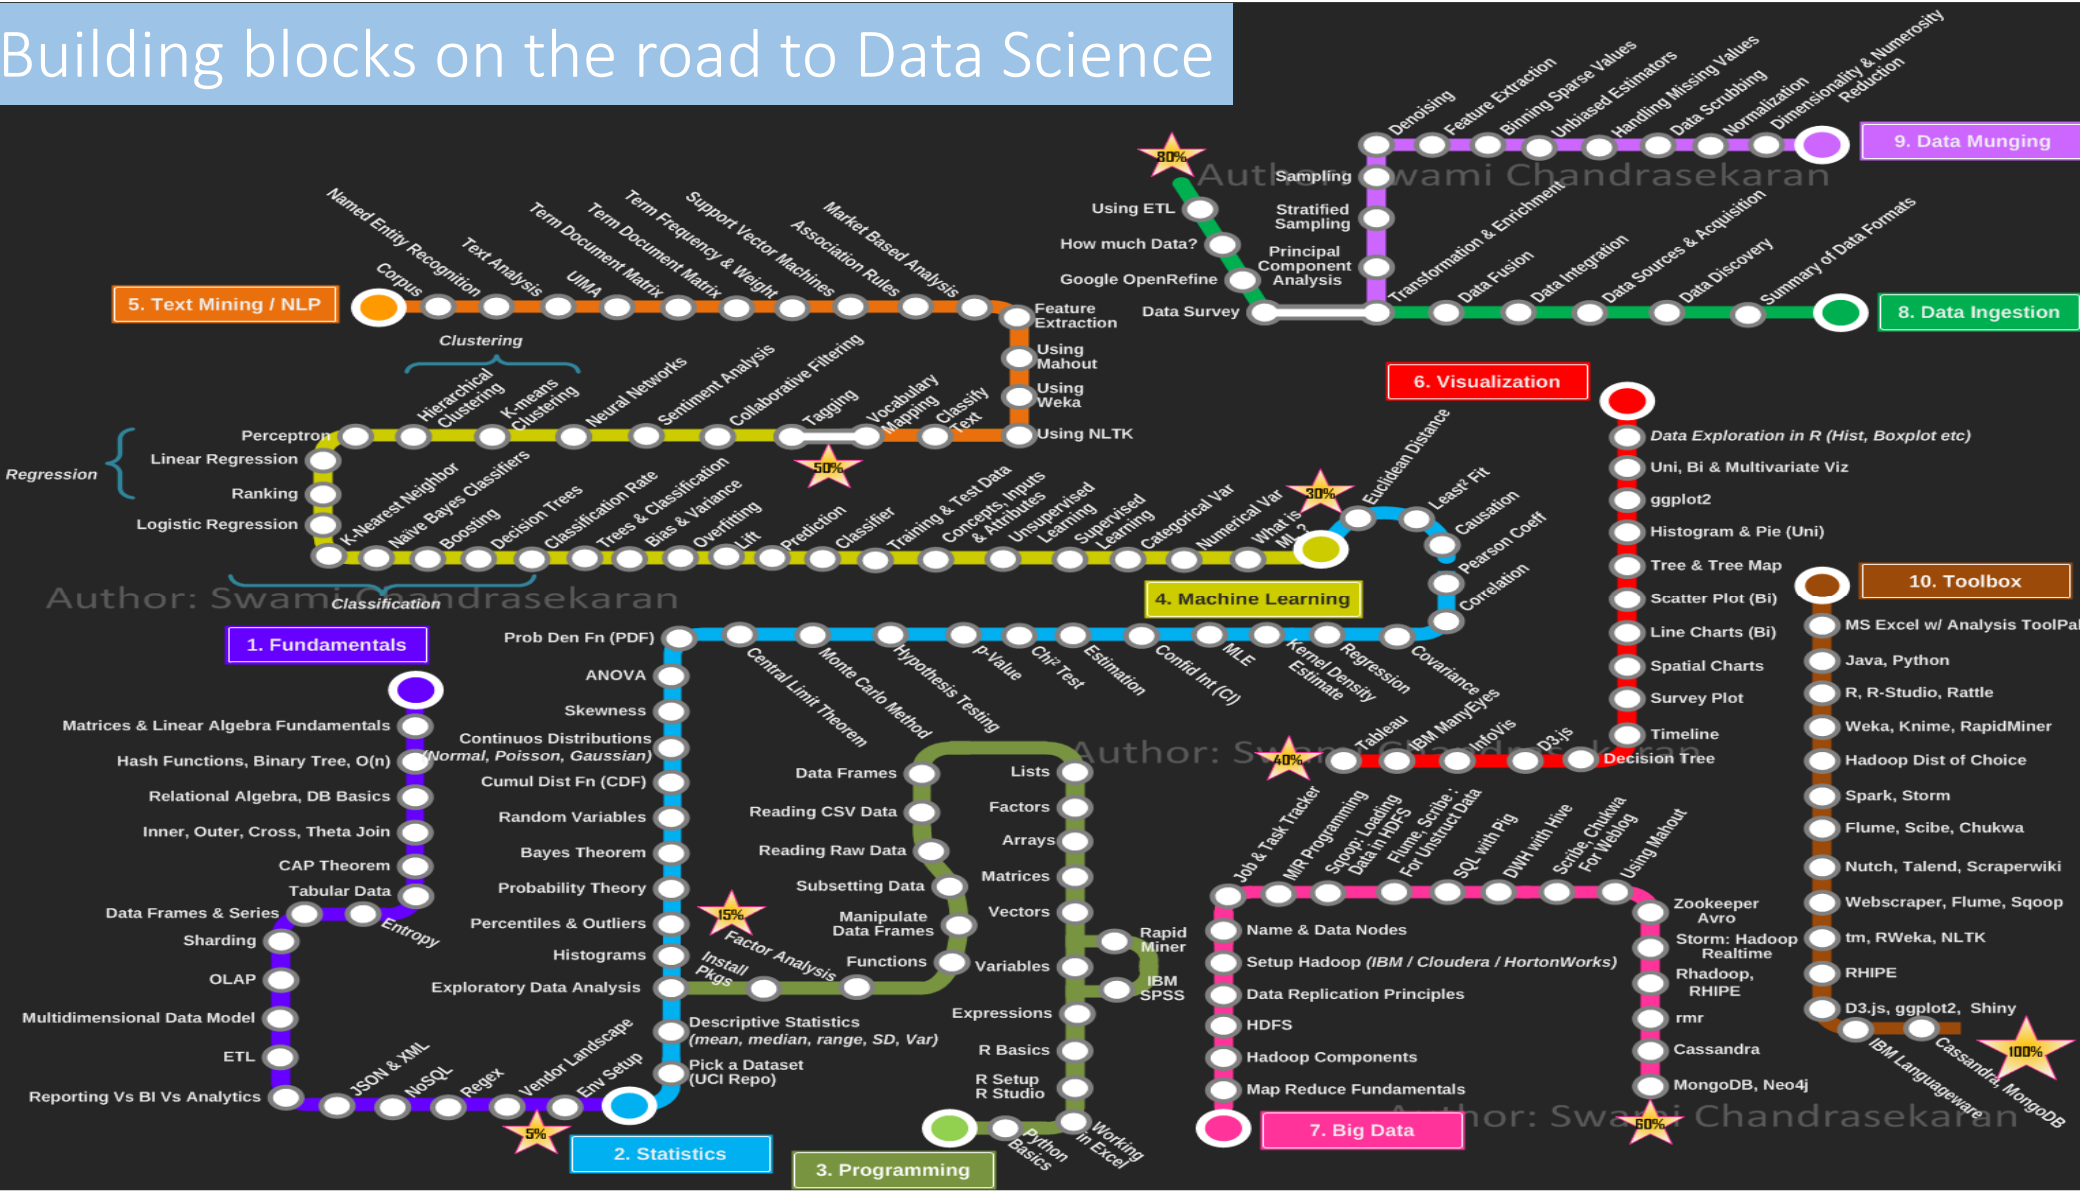 Building blocks on the road to Data Science
Denoising
Feature Extraction
Binning Sparse Values
Unbiased Estimators
Handling Missing Values
Data Scrubbing
Normalization
Dimensionality & Numerosity
Reduction
9. Data Munging
Author: Swami Chandrasekaran
80%
Sampling
Stratified
Sampling
Principal
Component
Analysis
Using ETL
How much Data?
Google OpenRefine
Data Survey
Transformation & Enrichment
Data Fusion
Data Integration
Data Sources & Acquisition
Data Discovery
Summary of Data Formats
8. Data Ingestion
5. Text Mining / NLP
Corpus
Named Entity Recognition
Text Analysis
UIMA
Term Document Matrix
Term Document Matrix
Term Frequency & Weight
Support Vector Machines
Association Rules
Market Based Analysis
Feature
Extraction
Using
Mahout
Using
Weka
Using NLTK
Classify
Text
Vocabulary
Mapping
50%
Tagging
Collaborative Filtering
Sentiment Analysis
Neural Networks
Clustering
K-means
Clustering
Hierarchical
Clustering
Perceptron
Regression
Linear Regression
Ranking
Logistic Regression
K-Nearest Neighbor
Naïve Bayes Classifiers
Boosting
Decision Trees
Classification Rate
Trees & Classification
Bias & Variance
Overfitting
Lift
Prediction
Classifier
Training & Test Data
Concepts, Inputs
& Attributes
Unsupervised
Learning
Supervised
Learning
Categorical Var
Numerical Var
What is
ML?
30%
4. Machine Learning
Classification
Author: Swami Chandrasekaran
Euclidean Distance
Least² Fit
Causation
Pearson Coeff
Correlation
Covariance
Regression
Kernel Density
Estimate
MLE
Confid Int (CI)
Estimation
Chi² Test
p-Value
Hypothesis Testing
Monte Carlo Method
Central Limit Theorem
Prob Den Fn (PDF)
ANOVA
Skewness
Continuos Distributions
(Normal, Poisson, Gaussian)
Cumul Dist Fn (CDF)
Random Variables
Bayes Theorem
Probability Theory
Percentiles & Outliers
Histograms
Exploratory Data Analysis
Descriptive Statistics
(mean, median, range, SD, Var)
Pick a Dataset
(UCI Repo)
2. Statistics
1. Fundamentals
Matrices & Linear Algebra Fundamentals
Hash Functions, Binary Tree, O(n)
Relational Algebra, DB Basics
Inner, Outer, Cross, Theta Join
CAP Theorem
Tabular Data
Entropy
Data Frames & Series
Sharding
OLAP
Multidimensional Data Model
ETL
Reporting Vs BI Vs Analytics
JSON & XML
NoSQL
Regex
Vendor Landscape
Env Setup
5%
15%
Install
Pkgs
Factor Analysis
Functions
Manipulate
Data Frames
Subsetting Data
Reading Raw Data
Reading CSV Data
Data Frames
Lists
Factors
Arrays
Matrices
Vectors
Variables
Rapid
Miner
IBM
SPSS
Expressions
R Basics
R Setup
R Studio
Working
in Excel
Python
Basics
3. Programming
6. Visualization
Data Exploration in R (Hist, Boxplot etc)
Uni, Bi & Multivariate Viz
ggplot2
Histogram & Pie (Uni)
Tree & Tree Map
Scatter Plot (Bi)
Line Charts (Bi)
Spatial Charts
Survey Plot
Timeline
Decision Tree
D3.js
InfoVis
IBM ManyEyes
Tableau
40%
Author: Swami Chandrasekaran
Job & Task Tracker
M/R Programming
Sqoop: Loading
Data in HDFS
Flume, Scribe :
For Unstruct Data
SQL with Pig
DWH with Hive
Scribe, Chukwa
For Weblog
Using Mahout
Name & Data Nodes
Setup Hadoop (IBM / Cloudera / HortonWorks)
Data Replication Principles
HDFS
Hadoop Components
Map Reduce Fundamentals
7. Big Data
Zookeeper
Avro
Storm: Hadoop
Realtime
Rhadoop,
RHIPE
rmr
Cassandra
MongoDB, Neo4j
60%
Author: Swami Chandrasekaran
10. Toolbox
MS Excel w/ Analysis ToolPa
Java, Python
R, R-Studio, Rattle
Weka, Knime, RapidMiner
Hadoop Dist of Choice
Spark, Storm
Flume, Scibe, Chukwa
Nutch, Talend, Scraperwiki
Webscraper, Flume, Sqoop
tm, RWeka, NLTK
RHIPE
D3.js, ggplot2, Shiny
IBM Languageware
Cassandra, MongoDB
100%